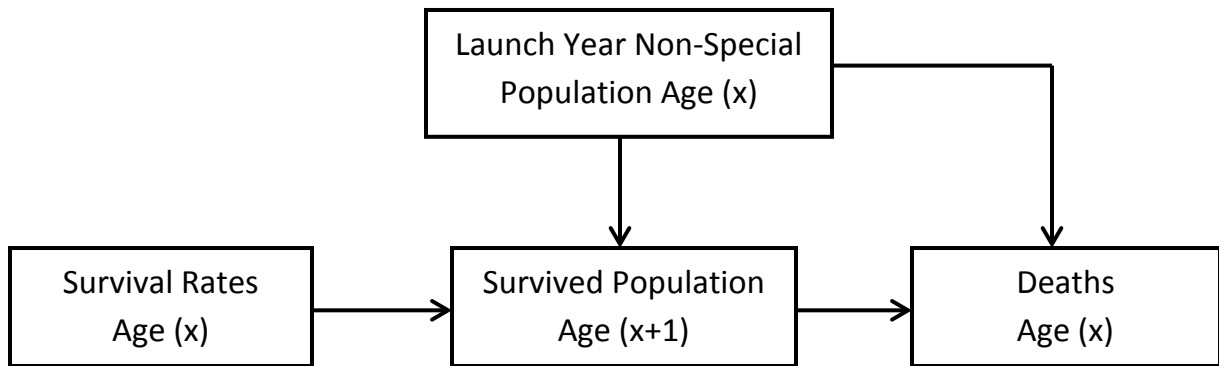 Launch Year Non-Special
Population Age (x)
Survival Rates
Age (x)
Survived Population
Age (x+1)
Deaths
Age (x)